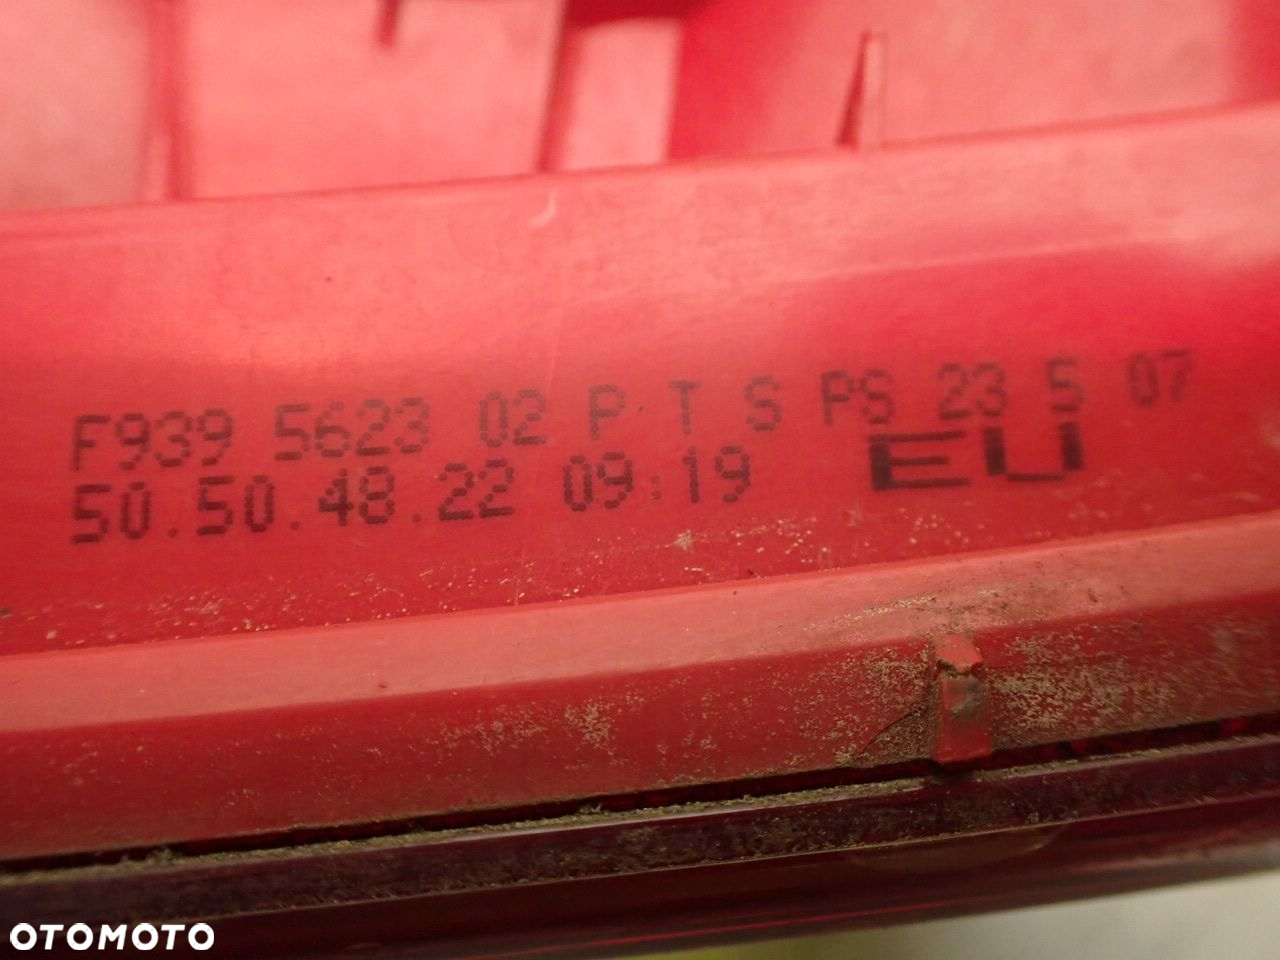 F939 5623 02 P T S PS 23 5 07
50.50.48.22 09:19 EU
OTOMOTO